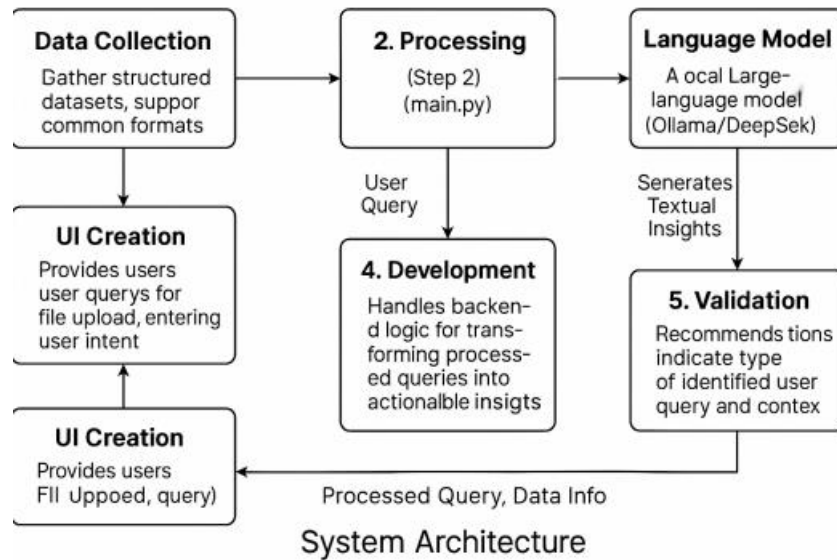 Data Collection
Gather structured
datasets, suppor
common formats
2. Processing
(Step 2)
(main.py)
Language Model
A ocal Large-
language model
(Ollama/DeepSek)
User
Query
Senerates
Textual
Insights
UI Creation
Provides users
user querys for
file upload, entering
user intent
4. Development
Handles backen-
d logic for trans-
forming process-
ed queries into
actionalble insigts
5. Validation
Recommends tions
indicate type
of identified user
query and contex
UI Creation
Provides users
FII Uppoed, query)
Processed Query, Data Info
System Architecture